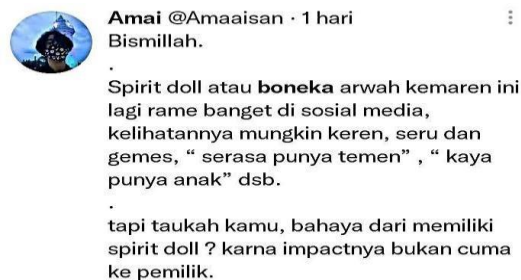 Amai @Amaaisan · 1 hari
Bismillah.
.
Spirit doll atau boneka arwah kemaren ini
lagi rame banget di sosial media,
kelihatannya mungkin keren, seru dan
gemes, “ serasa punya temen” , “ kaya
punya anak” dsb.
.
tapi taukah kamu, bahaya dari memiliki
spirit doll ? karna impactnya bukan cuma
ke pemilik.